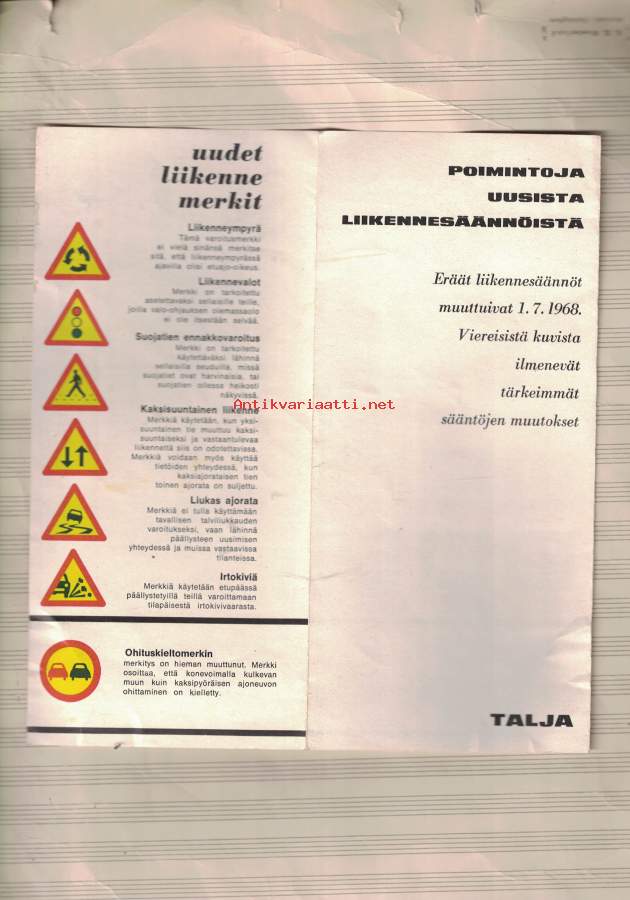 uudet
liikenne
merkit
Liikenneympyrä
Tämä varoitusmerkki
ei vielä sinänsä merkitse
sitä, että liikenneympyrässä
ajavilla olisi etuajo-oikeus.
Liikennevalot
Merkki on tarkoitettu
asetettavaksi sellaisille teille,
joilla valo-ohjauksen olemassaolo
ei ole itsestään selvää.
Suojatien ennakkovaroitus
Merkki on tarkoitettu
käytettäväksi lähinnä
sellaisilla seuduilla, missä
suojatiet ovat harvinaisia, tai
suojatien ollessa heikosti
näkyvissä.
Kaksisuuntainen liikenne
Merkkiä käytetään, kun yksi-
suuntainen tie muuttuu kaksi-
suuntaiseksi ja vastaantulevaa
liikennettä siis on odotettavissa.
Merkkiä voidaan myös käyttää
tietöiden yhteydessä, kun
kaksiajorataisen tien
toinen ajorata on suljettu.
Liukas ajorata
Merkkiä ei tulla käyttämään
tavallisen talviliukkauden
varoitukseksi, vaan lähinnä
päällysteen uusimisen
yhteydessä ja muissa vastaavissa
tilanteissa.
Irtokiviä
Merkkiä käytetään etupäässä
päällystetyillä teillä varoittamaan
tilapäisestä irtokivivaarasta.
Ohituskieltomerkin
merkitys on hieman muuttunut. Merkki
osoittaa, että konevoimalla kulkevan
muun kuin kaksipyöräisen ajoneuvon
ohittaminen on kielletty.
POIMINTOJA
UUSISTA
LIIKENNESÄÄNNÖISTÄ
Eräät liikennesäännöt
muuttuivat 1.7.1968.
Viereisistä kuvista
ilmenevät
tärkeimmät
sääntöjen muutokset
TALJA
Antikvariaatti.net